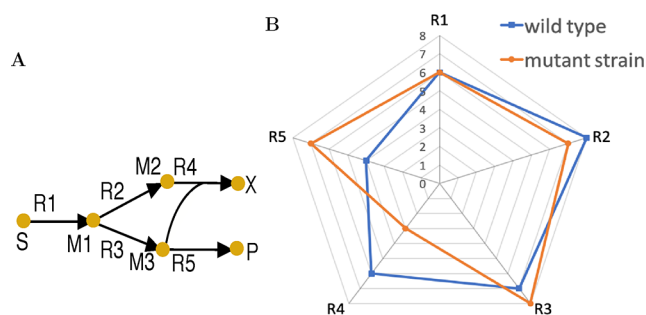 A
R1
R2
R3
M2 R4
X
S
M1
M3 R5
P
B
R1
wild type
mutant strain
8
7
6
5
4
3
2
1
0
R5
R2
R4
R3